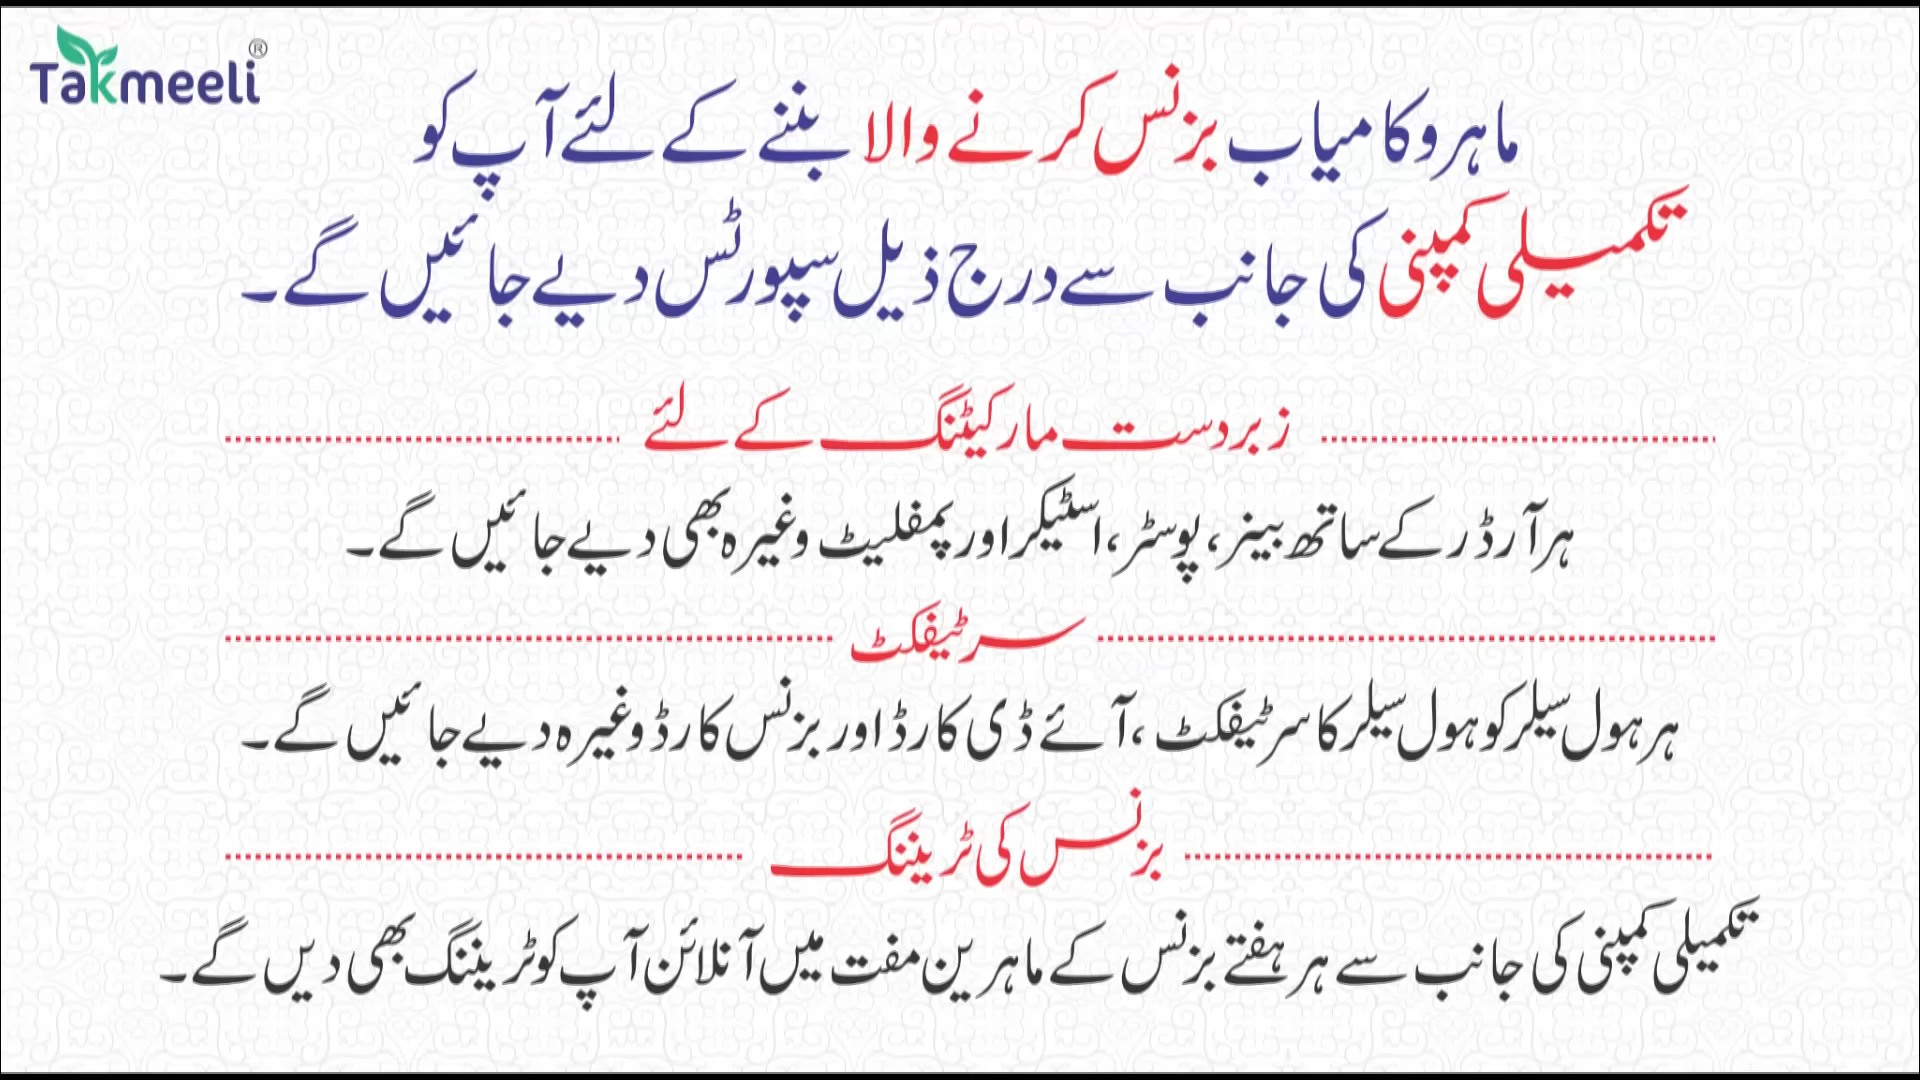 Takmeeli®
ماہر و کامیاب بزنس کرنے والا بننے کے لئے آپ کو
تکمیلی کمپنی کی جانب سے درج ذیل سپورٹس دیے جائیں گے۔
زبردست مارکیٹنگ کے لئے
ہر آرڈر کے ساتھ بینر، پوسٹر، اسٹیکر اور پمفلیٹ وغیرہ بھی دیے جائیں گے۔
سرٹیفکٹ
ہر ہول سیلر کو ہول سیلر کا سرٹیفکٹ، آئے ڈی کارڈ اور بزنس کارڈ وغیرہ دیے جائیں گے۔
بزنس کی ٹریننگ
تکمیلی کمپنی کی جانب سے ہر ہفتے بزنس کے ماہرین مفت میں آنلائن آپ کو ٹریننگ بھی دیں گے۔